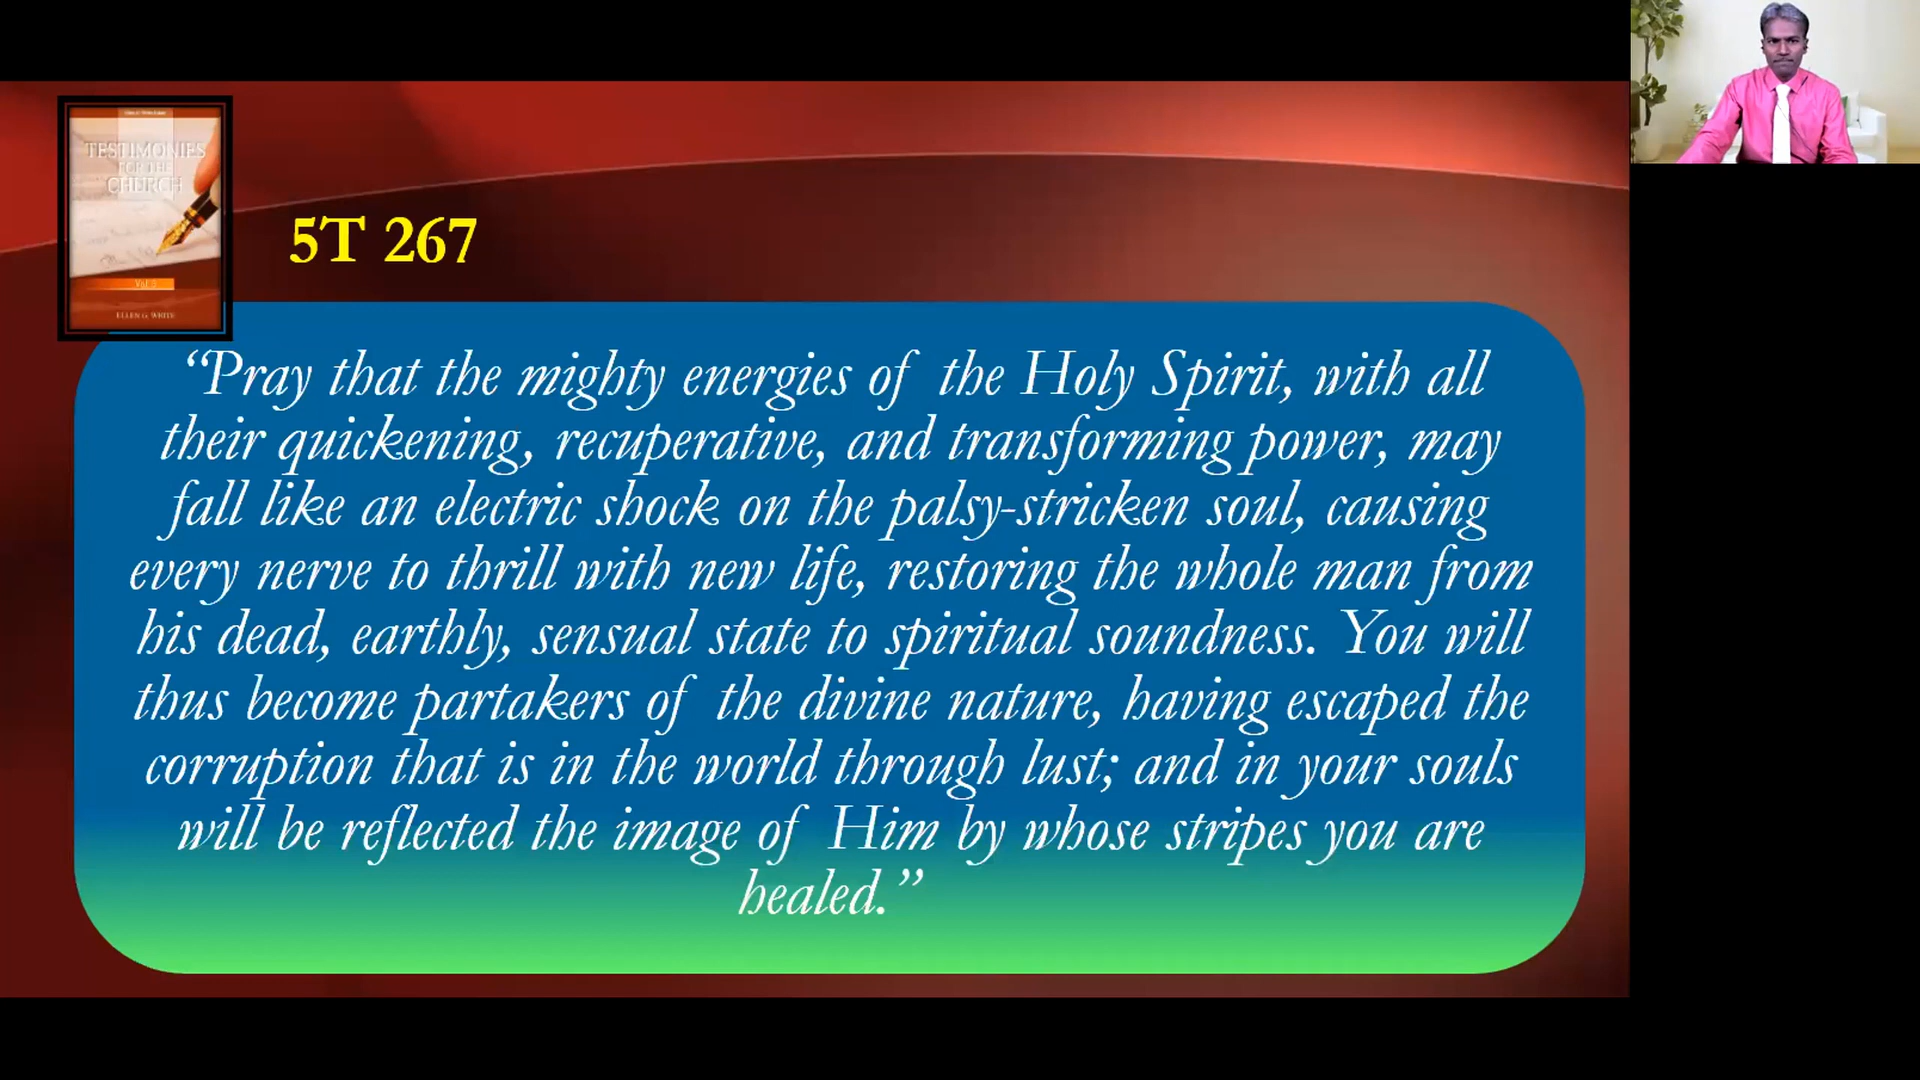 TESTIMONIES
FOR THE
CHURCH
ELLEN G. WHITE
5T 267
“Pray that the mighty energies of the Holy Spirit, with all
their quickening, recuperative, and transforming power, may
fall like an electric shock on the palsy-stricken soul, causing
every nerve to thrill with new life, restoring the whole man from
his dead, earthly, sensual state to spiritual soundness. You will
thus become partakers of the divine nature, having escaped the
corruption that is in the world through lust; and in your souls
will be reflected the image of Him by whose stripes you are
healed.”